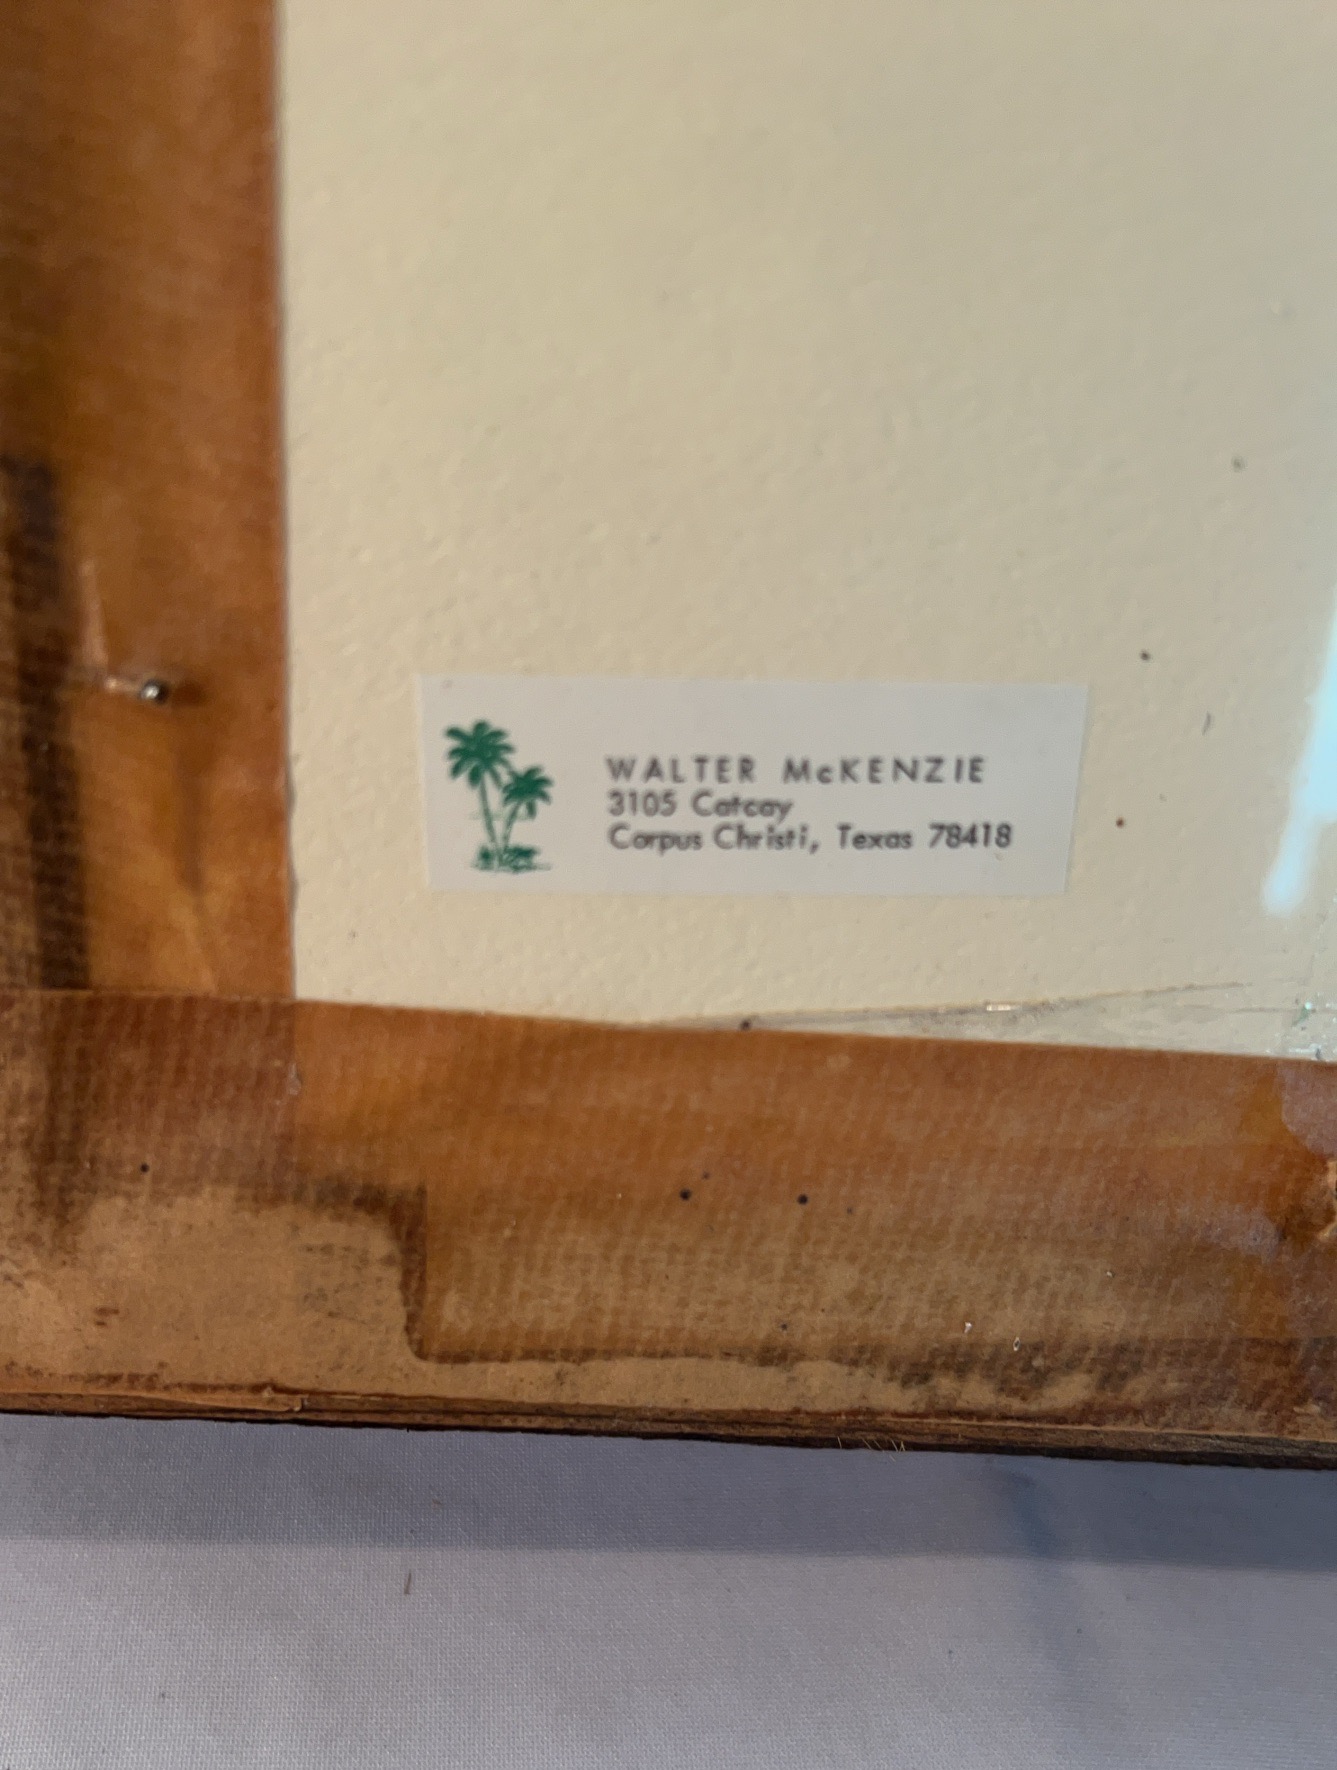 WALTER McKENZIE
3105 Catcay
Corpus Christi, Texas 78418